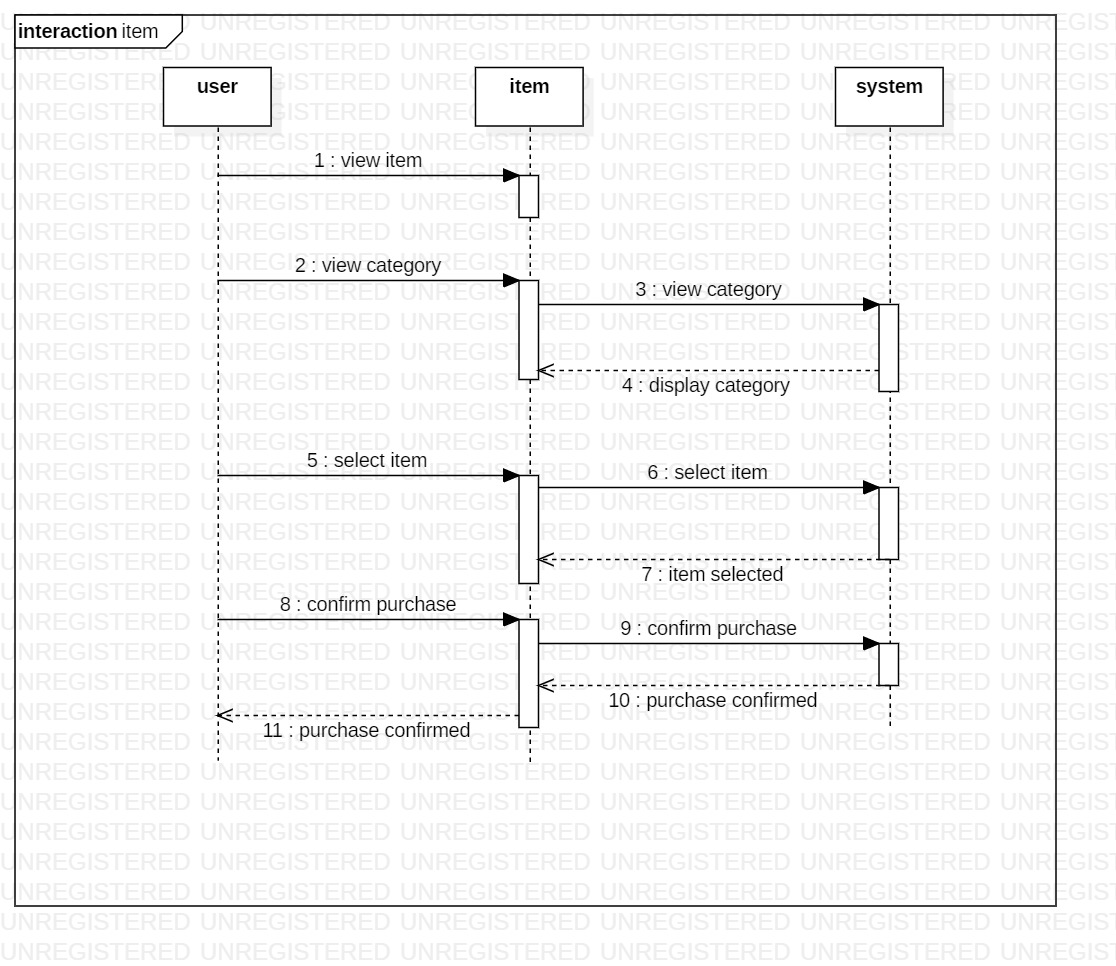 interaction item
user
item
system
1 : view item
2 : view category
3 : view category
4 : display category
5 : select item
6 : select item
7 : item selected
8 : confirm purchase
9 : confirm purchase
10 : purchase confirmed
11 : purchase confirmed
UNREGISTERED